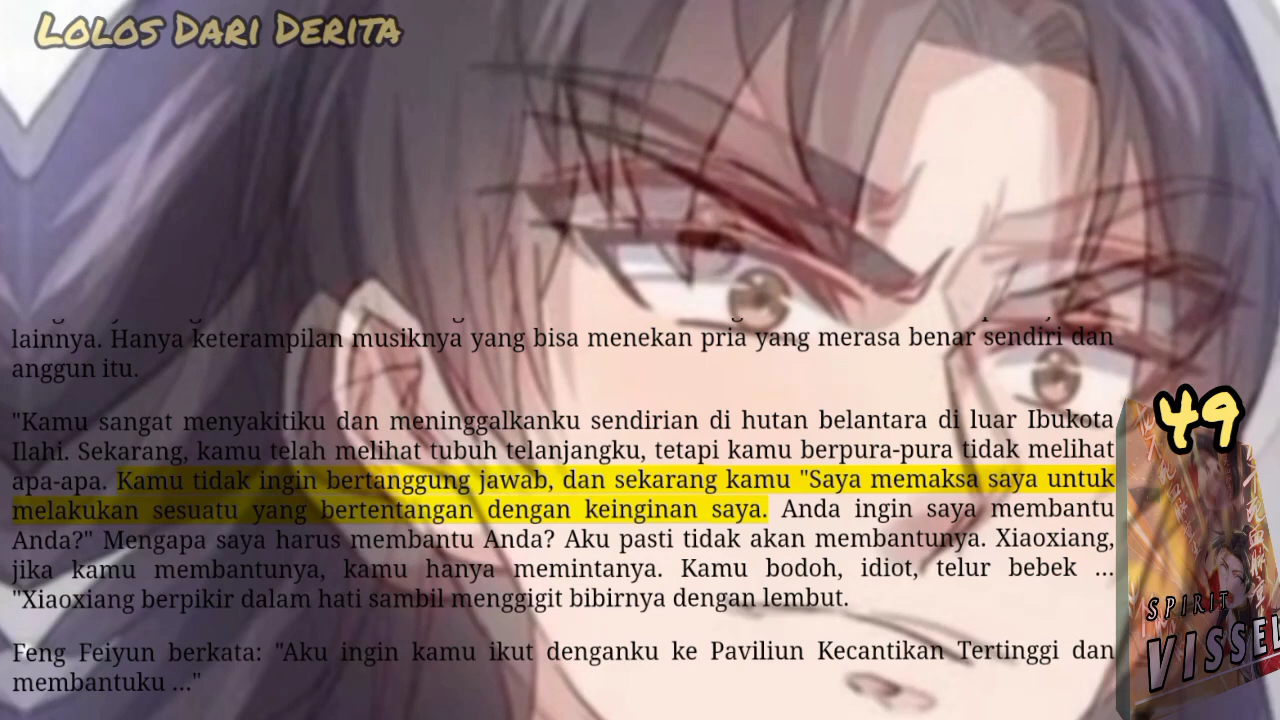 LOLOS DARI DERITA
lainnya. Hanya keterampilan musiknya yang bisa menekan pria yang merasa benar sendiri dan
anggun itu.
"Kamu sangat menyakitiku dan meninggalkanku sendirian di hutan belantara di luar Ibukota
Ilahi. Sekarang, kamu telah melihat tubuh telanjangku, tetapi kamu berpura-pura tidak melihat
apa-apa. Kamu tidak ingin bertanggung jawab, dan sekarang kamu "Saya memaksa saya untuk
melakukan sesuatu yang bertentangan dengan keinginan saya. Anda ingin saya membantu
Anda?" Mengapa saya harus membantu Anda? Aku pasti tidak akan membantunya. Xiaoxiang,
jika kamu membantunya, kamu hanya memintanya. Kamu bodoh, idiot, telur bebek ...
"Xiaoxiang berpikir dalam hati sambil menggigit bibirnya dengan lembut.
Feng Feiyun berkata: "Aku ingin kamu ikut denganku ke Paviliun Kecantikan Tertinggi dan
membantuku ..."
49
SPIRIT
VISSEL